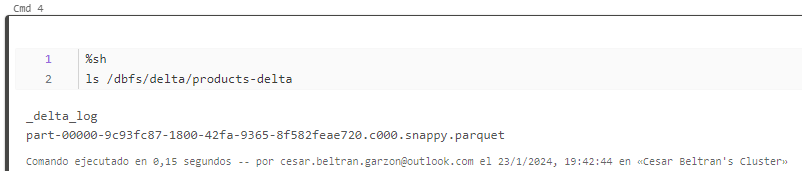 Cmd 4
1 %sh
2 ls /dbfs/delta/products-delta
_delta_log
part-00000-9c93fc87-1800-42fa-9365-8f582feae720.c000.snappy.parquet
Comando ejecutado en 0,15 segundos -- por cesar.beltran.garzon@outlook.com el 23/1/2024, 19:42:44 en «Cesar Beltran's Cluster»